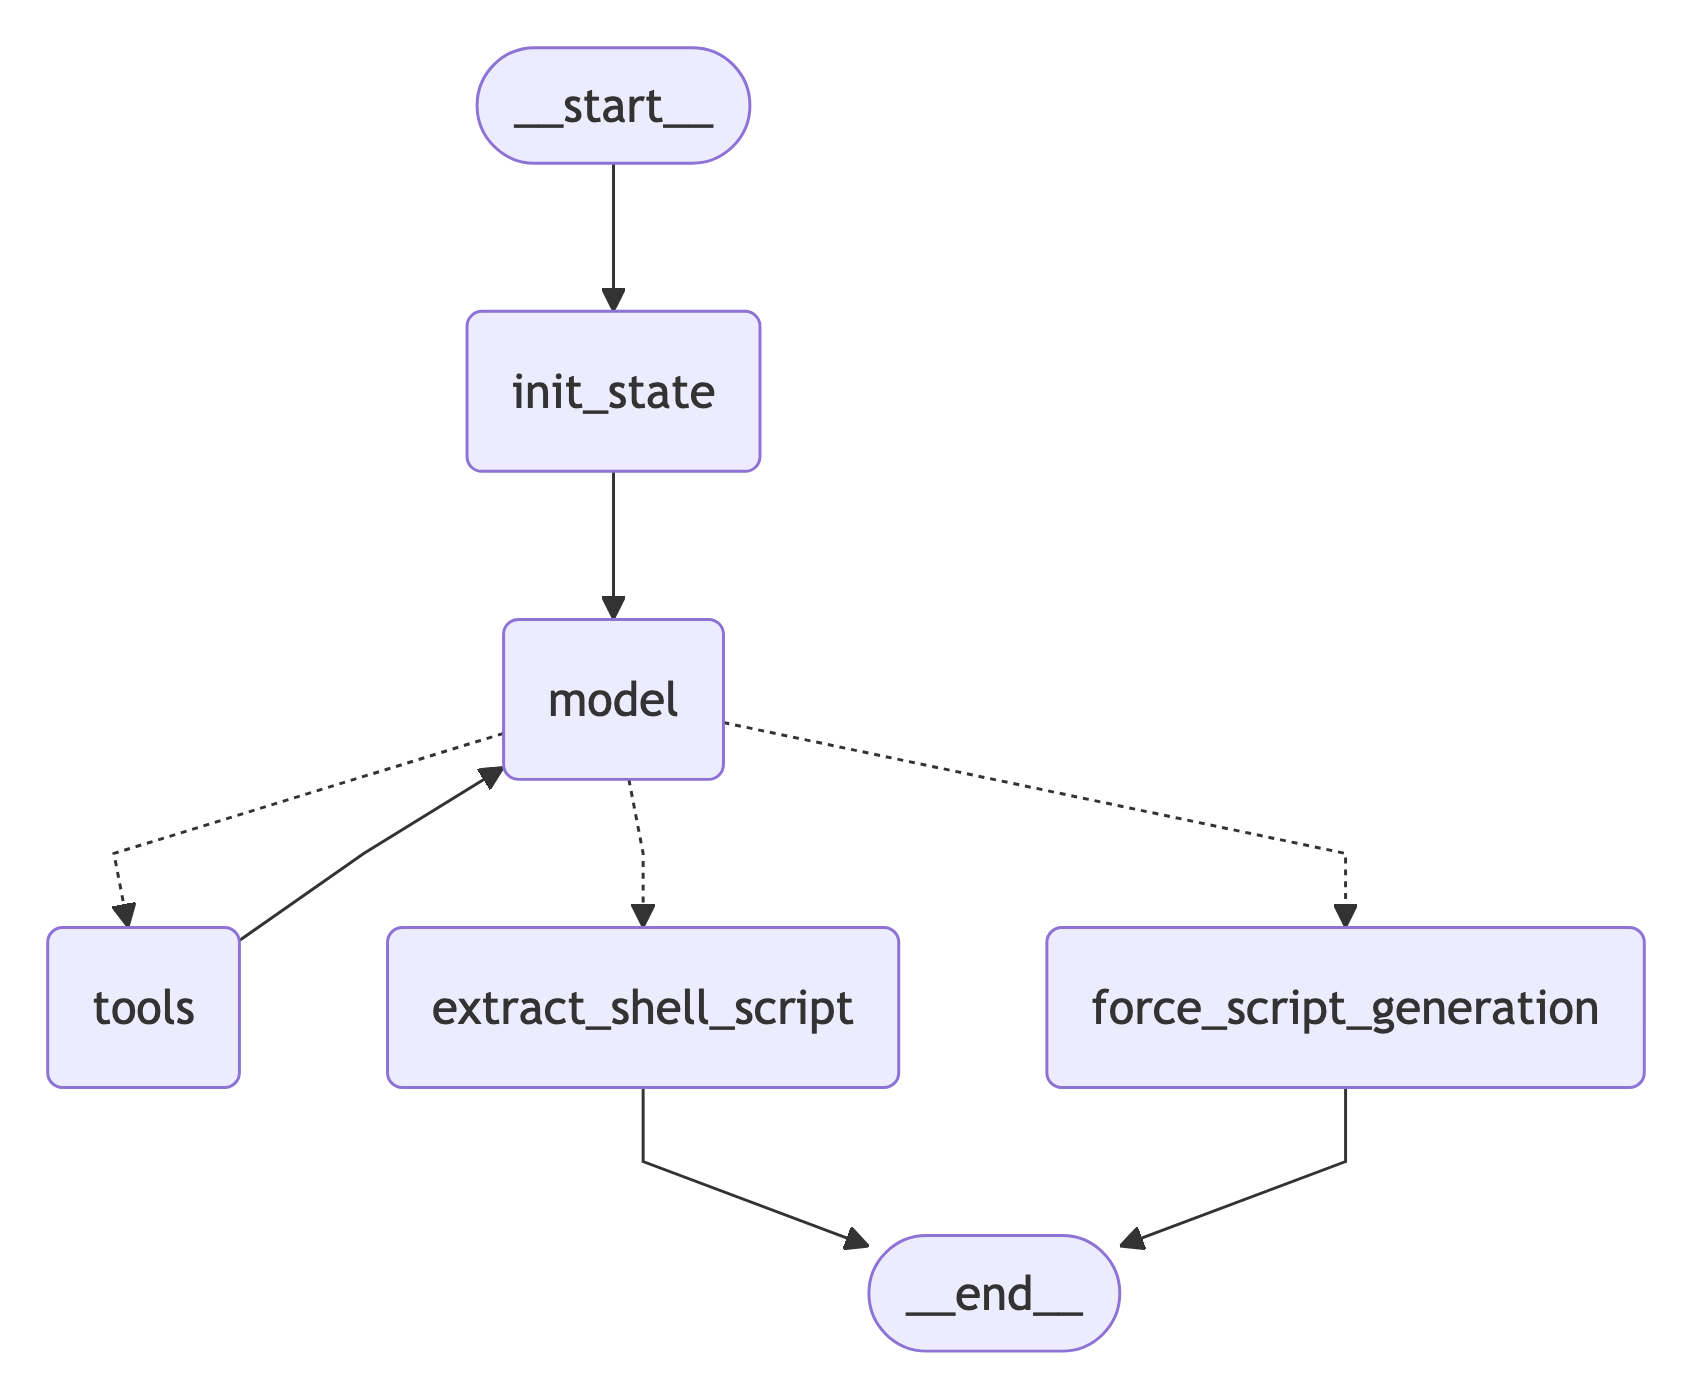 __start__
init_state
model
tools
extract_shell_script
force_script_generation
__end__